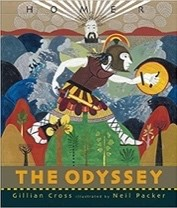 HOMER
THE ODYSSEY
Gillian Cross illustrated by Neil Packer